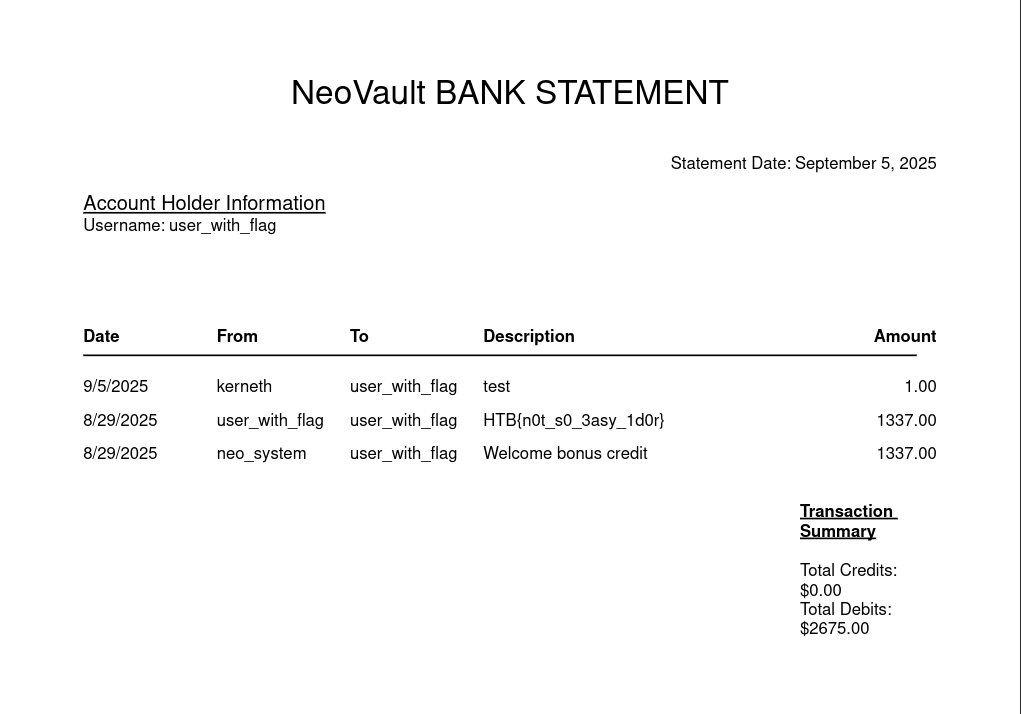 NeoVault BANK STATEMENT
Statement Date: September 5, 2025
Account Holder Information
Username: user_with_flag
Date From To Description Amount
9/5/2025 kerneth user_with_flag test 1.00
8/29/2025 user_with_flag user_with_flag HTB{n0t_s0_3asy_1d0r} 1337.00
8/29/2025 neo_system user_with_flag Welcome bonus credit 1337.00
Transaction
Summary
Total Credits:
$0.00
Total Debits:
$2675.00